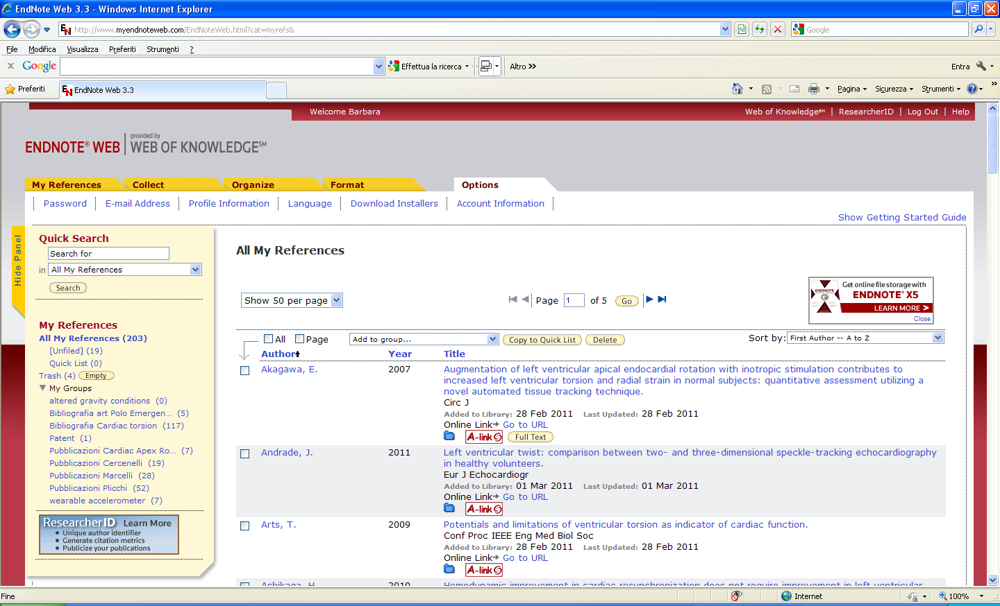 EndNote Web 3.3 - Windows Internet Explorer
http://www.myendnoteweb.com/EndNoteWeb.html?cat=myrefs&
Google
File Modifica Visualizza Preferiti Strumenti ?
x Google Effettua la ricerca Altro Entra
Preferiti EndNote Web 3.3 Pagina Sicurezza Strumenti
Welcome Barbara Web of Knowledge℠ | ResearcherID | Log Out | Help
ENDNOTE® WEB provided by WEB OF KNOWLEDGE℠
My References Collect Organize Format Options
Password E-mail Address Profile Information Language Download Installers Account Information
Show Getting Started Guide
Hide Panel
Quick Search
Search for
in All My References
Search
My References
All My References (203)
[Unfiled] (19)
Quick List (0)
Trash (4) Empty
My Groups
altered gravity conditions (0)
Bibliografia art Polo Emergen... (5)
Bibliografia Cardiac torsion (117)
Patent (1)
Pubblicazioni Cardiac Apex Ro... (7)
Pubblicazioni Cercenelli (19)
Pubblicazioni Marcelli (28)
Pubblicazioni Plicchi (52)
wearable accelerometer (7)
ResearcherID Learn More
• Unique author identifier
• Generate citation metrics
• Publicize your publications
All My References
Show 50 per page Page 1 of 5 Go
ENDNOTE
Get online file storage with
ENDNOTE® X5
LEARN MORE >
Close
All Page Add to group... Copy to Quick List Delete Sort by: First Author -- A to Z
Author Year Title
Akagawa, E. 2007 Augmentation of left ventricular apical endocardial rotation with inotropic stimulation contributes to
increased left ventricular torsion and radial strain in normal subjects: quantitative assessment utilizing a
novel automated tissue tracking technique.
Circ J
Added to Library: 28 Feb 2011 Last Updated: 28 Feb 2011
Online Link→ Go to URL
A-link S Full Text
Andrade, J. 2011 Left ventricular twist: comparison between two- and three-dimensional speckle-tracking echocardiography
in healthy volunteers.
Eur J Echocardiogr
Added to Library: 01 Mar 2011 Last Updated: 01 Mar 2011
Online Link→ Go to URL
A-link S
Arts, T. 2009 Potentials and limitations of ventricular torsion as indicator of cardiac function.
Conf Proc IEEE Eng Med Biol Soc
Added to Library: 28 Feb 2011 Last Updated: 28 Feb 2011
Online Link→ Go to URL
A-link S
Ashikaga, H. 2010 Hemodynamic improvement in cardiac resynchronization does not require improvement in left ventricular
Fine Internet 100%